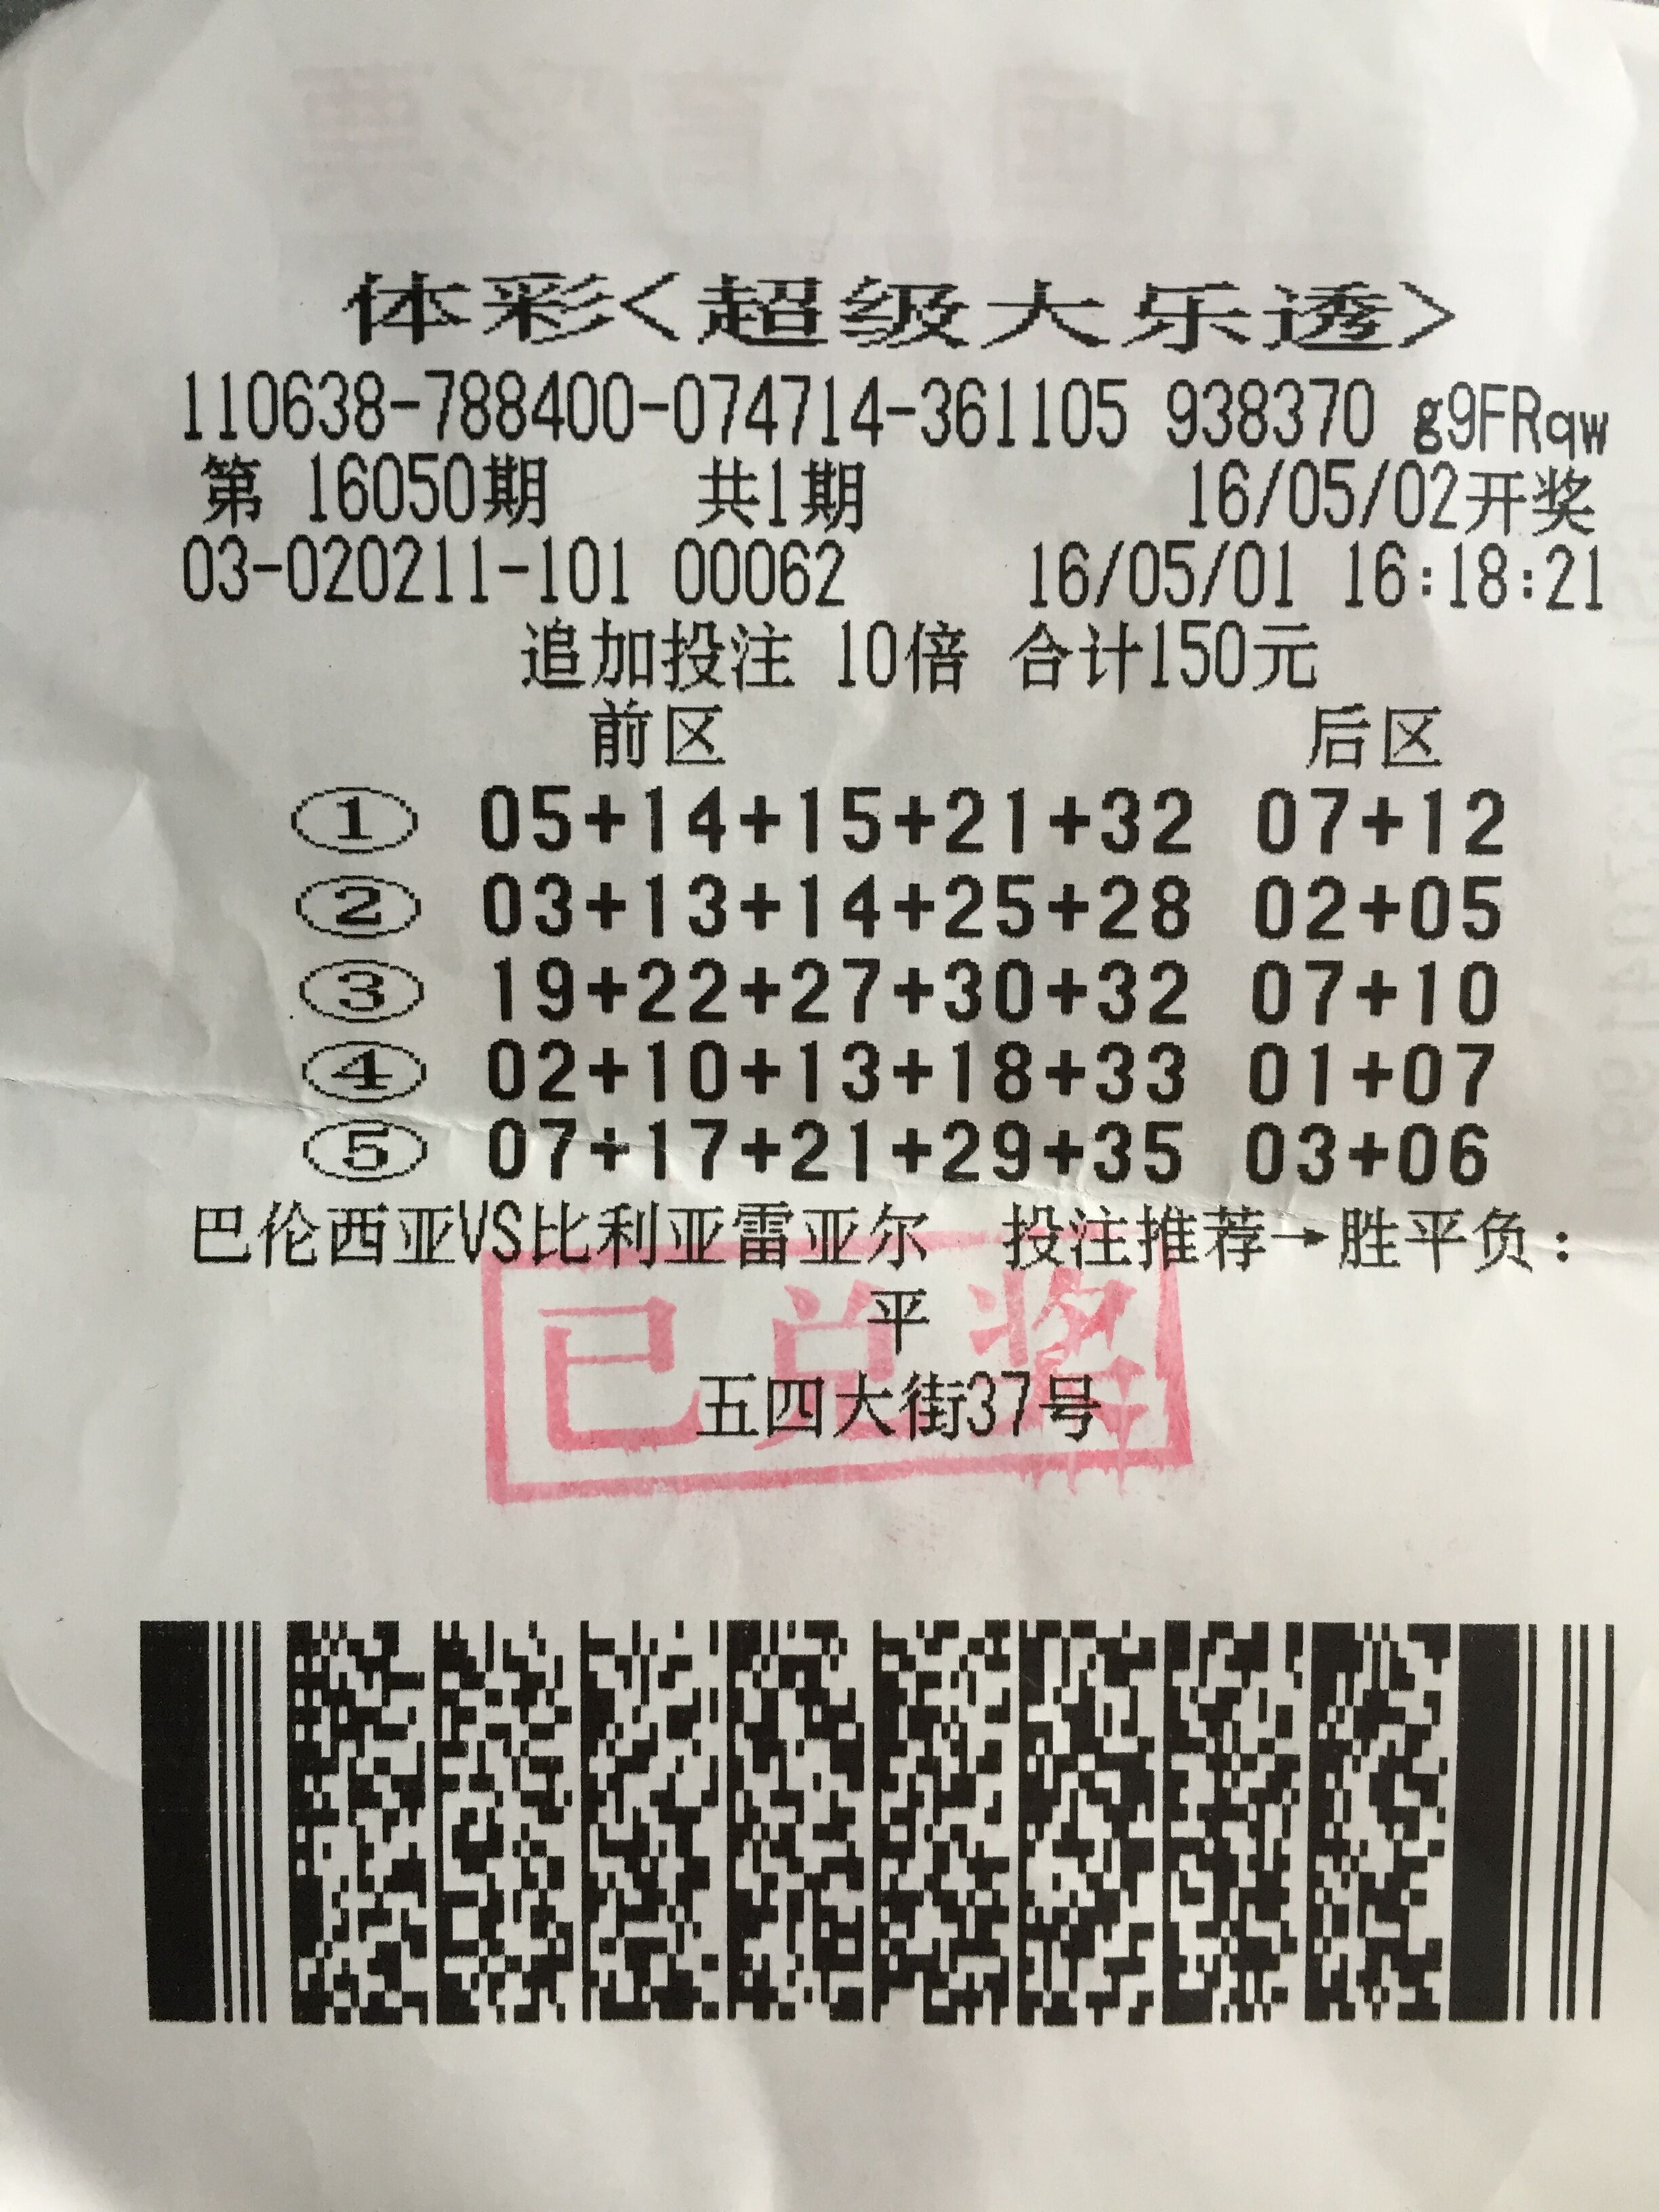 体彩<超级大乐透>
110638-788400-074714-361105 938370 g9FRqw
第 16050期 共1期 16/05/02开奖
03-020211-101 00062 16/05/01 16:18:21
追加投注 10倍 合计150元
前区 后区
① 05+14+15+21+32 07+12
② 03+13+14+25+28 02+05
③ 19+22+27+30+32 07+10
④ 02+10+13+18+33 01+07
⑤ 07+17+21+29+35 03+06
巴伦西亚VS比利亚雷亚尔 投注推荐→胜平负：
平
已兑奖
五四大街37号